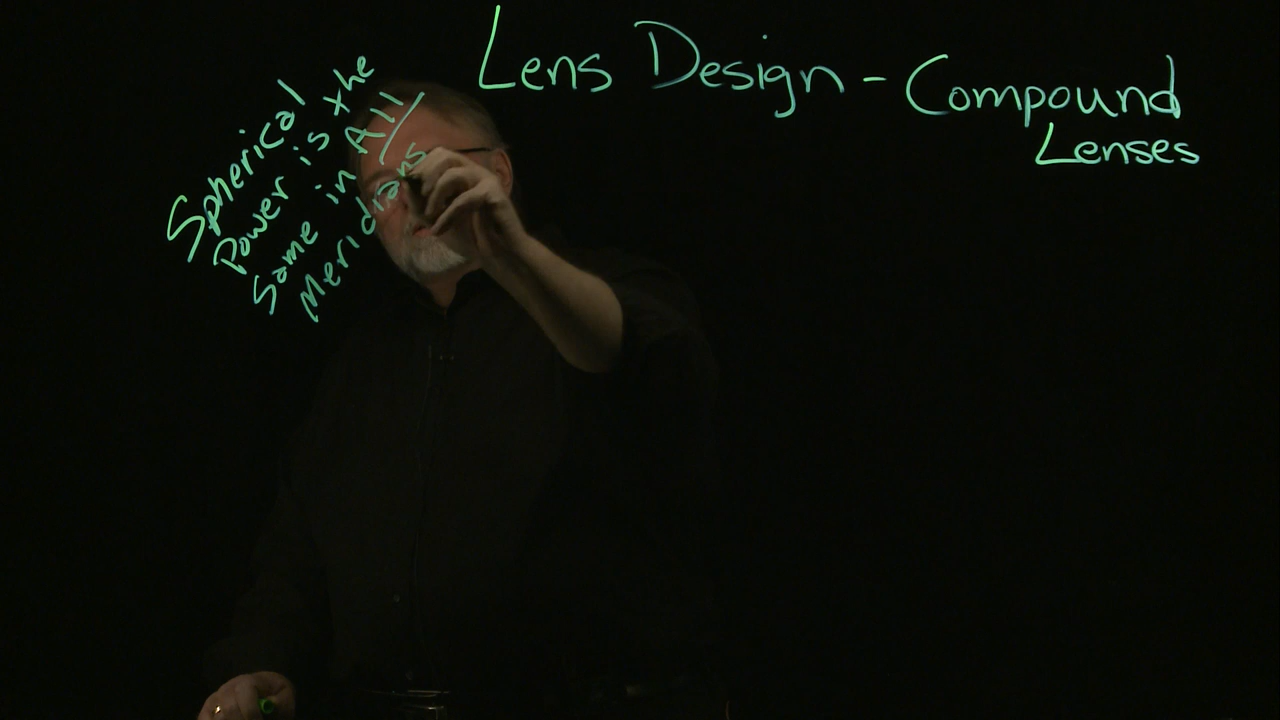 Lens Design - Compound
Lenses
Spherical
Power is the
Same in All
Meridians